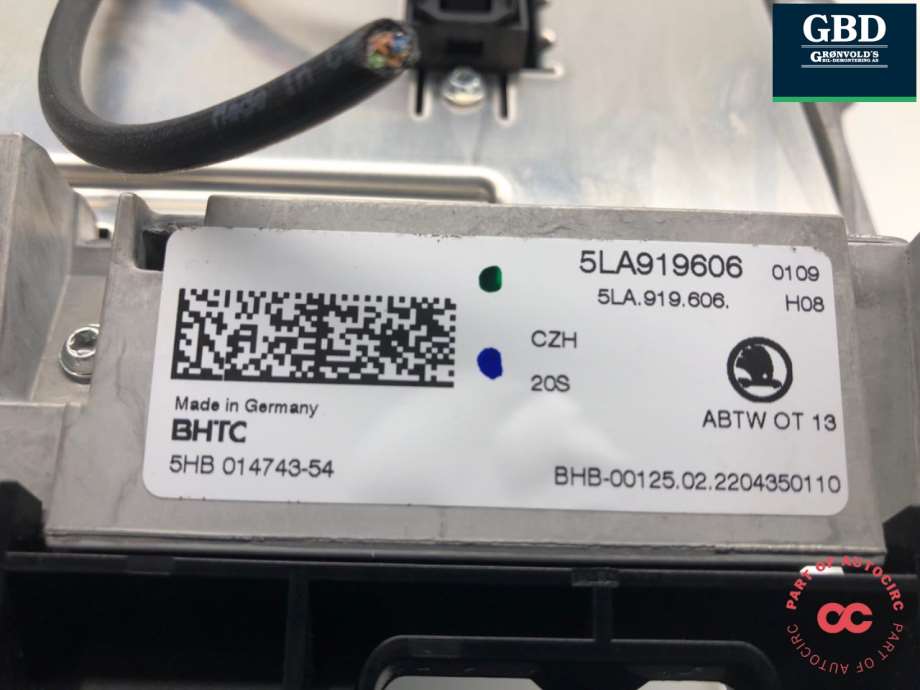 GBD
GRØNVOLD'S
BIL-DEMONTERING AS
5LA919606 0109
5LA.919.606. H08
CZH
20S
Made in Germany
BHTC
5HB 014743-54
ABTW OT 13
BHB-00125.02.2204350110
PART OF AUTOCIRC
PART OF AUTOCIRC